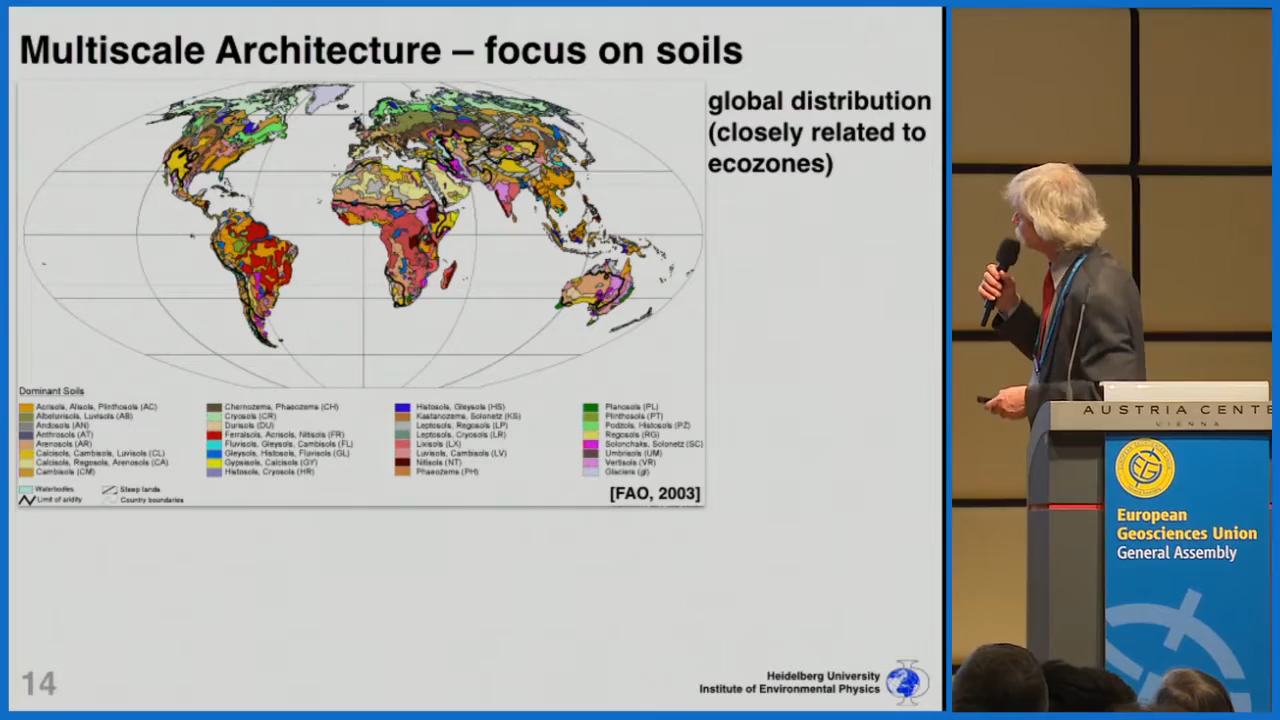 Multiscale Architecture – focus on soils
global distribution
(closely related to
ecozones)
Dominant Soils
Acrisols, Alisols, Plinthosols (AC)
Albeluvisols, Luvisols (AB)
Andosols (AN)
Anthrosols (AT)
Arenosols (AR)
Calcisols, Cambisols, Luvisols (CL)
Calcisols, Regosols, Arenosols (CA)
Cambisols (CM)
Chernozems, Phaeozems (CH)
Cryosols (CR)
Durisols (DU)
Ferralsols, Acrisols, Nitisols (FR)
Fluvisols, Gleysols, Cambisols (FL)
Gleysols, Histosols, Fluvisols (GL)
Gypsisols, Calcisols (GY)
Histosols, Cryosols (HR)
Histosols, Gleysols (HS)
Kastanozems, Solonetz (KS)
Leptosols, Regosols (LP)
Leptosols, Cryosols (LR)
Lixisols (LX)
Luvisols, Cambisols (LV)
Nitisols (NT)
Phaeozems (PH)
Planosols (PL)
Plinthosols (PT)
Podzols, Histosols (PZ)
Regosols (RG)
Solonchaks, Solonetz (SC)
Umbrisols (UM)
Vertisols (VR)
Glaciers (gl)
Waterbodies
Steep lands
Limit of aridity
Country boundaries
[FAO, 2003]
14
Heidelberg University
Institute of Environmental Physics
AUSTRIA CENTE
VIENNA
European
Geosciences Union
General Assembly